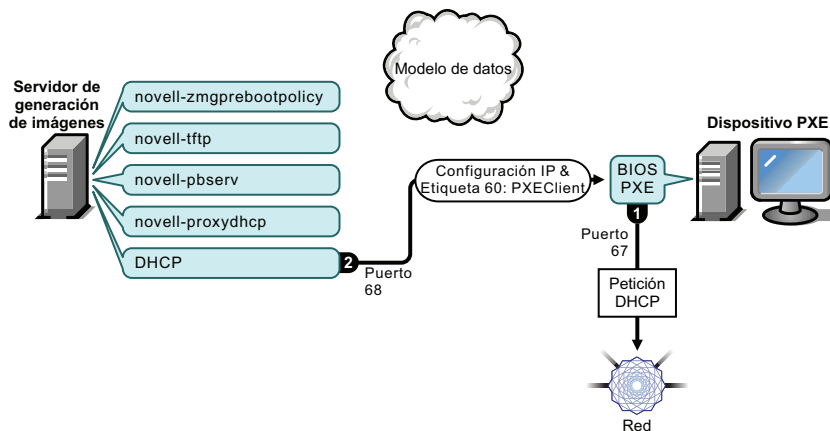 Modelo de datos
Servidor de
generación
de imágenes
novell-zmgprebootpolicy
novell-tftp
novell-pbserv
novell-proxydhcp
DHCP
2
Puerto
68
Configuración IP &
Etiqueta 60: PXEClient
BIOS
PXE
1
Dispositivo PXE
Puerto
67
Petición
DHCP
Red